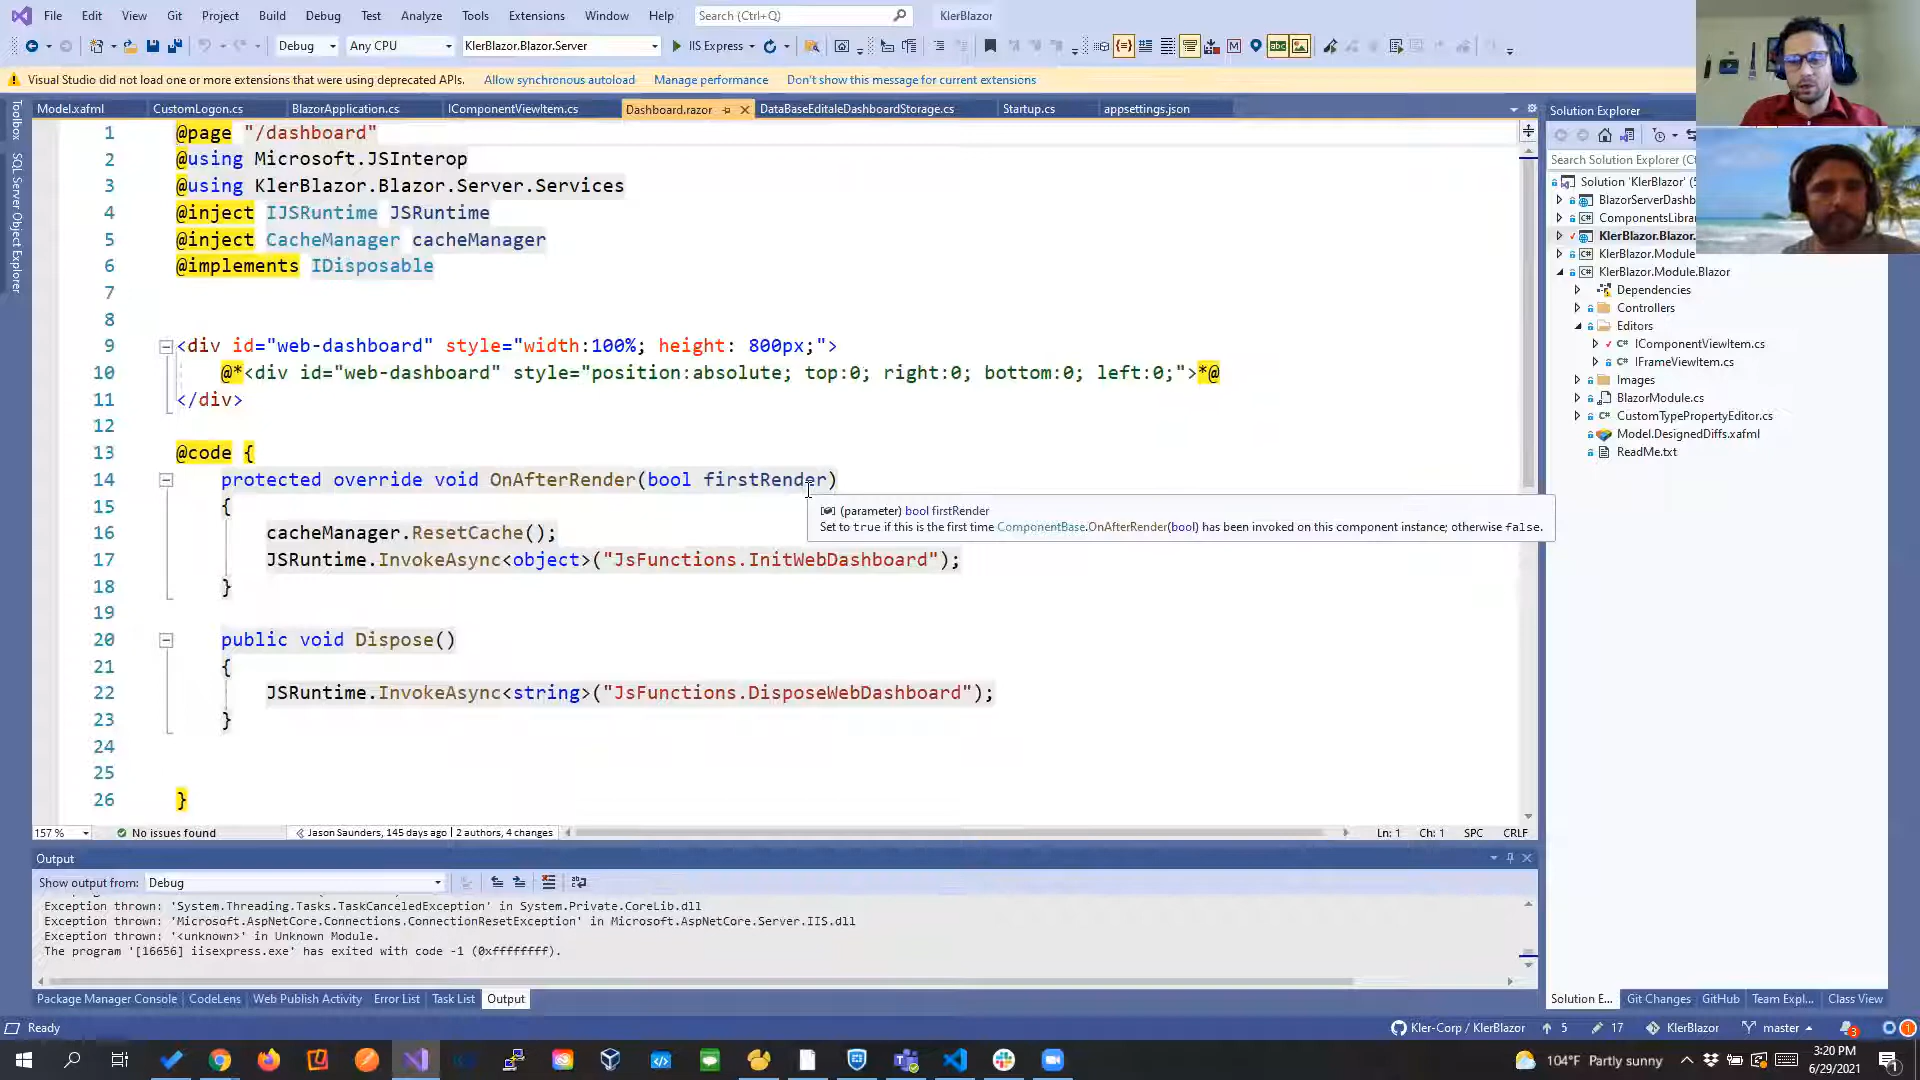 File Edit View Git Project Build Debug Test Analyze Tools Extensions Window Help Search (Ctrl+Q) KlerBlazor
Debug Any CPU KlerBlazor.Blazor.Server IIS Express
Visual Studio did not load one or more extensions that were using deprecated APIs. Allow synchronous autoload Manage performance Don't show this message for current extensions
Toolbox
SQL Server Object Explorer
Model.xafml CustomLogon.cs BlazorApplication.cs IComponentViewItem.cs Dashboard.razor DataBaseEditaleDashboardStorage.cs Startup.cs appsettings.json
1 @page "/dashboard"
2 @using Microsoft.JSInterop
3 @using KlerBlazor.Blazor.Server.Services
4 @inject IJSRuntime JSRuntime
5 @inject CacheManager cacheManager
6 @implements IDisposable
7
8
9 <div id="web-dashboard" style="width:100%; height: 800px;">
10 @*<div id="web-dashboard" style="position:absolute; top:0; right:0; bottom:0; left:0;">*@
11 </div>
12
13 @code {
14 protected override void OnAfterRender(bool firstRender)
15 {
(parameter) bool firstRender
Set to true if this is the first time ComponentBase.OnAfterRender(bool) has been invoked on this component instance; otherwise false.
16 cacheManager.ResetCache();
17 JSRuntime.InvokeAsync<object>("JsFunctions.InitWebDashboard");
18 }
19
20 public void Dispose()
21 {
22 JSRuntime.InvokeAsync<string>("JsFunctions.DisposeWebDashboard");
23 }
24
25
26 }
157 % No issues found Jason Saunders, 145 days ago | 2 authors, 4 changes Ln: 1 Ch: 1 SPC CRLF
Output
Show output from: Debug
Exception thrown: 'System.Threading.Tasks.TaskCanceledException' in System.Private.CoreLib.dll
Exception thrown: 'Microsoft.AspNetCore.Connections.ConnectionResetException' in Microsoft.AspNetCore.Server.IIS.dll
Exception thrown: '<unknown>' in Unknown Module.
The program '[16656] iisexpress.exe' has exited with code -1 (0xffffffff).
Package Manager Console CodeLens Web Publish Activity Error List Task List Output
Solution Explorer
Search Solution Explorer (Ct
Solution 'KlerBlazor' (5
BlazorServerDashb
ComponentsLibra
KlerBlazor.Blazor.
KlerBlazor.Module
KlerBlazor.Module.Blazor
Dependencies
Controllers
Editors
IComponentViewItem.cs
IFrameViewItem.cs
Images
BlazorModule.cs
CustomTypePropertyEditor.cs
Model.DesignedDiffs.xafml
ReadMe.txt
Solution E... Git Changes GitHub Team Expl... Class View
Ready Kler-Corp / KlerBlazor 5 17 KlerBlazor master 3 1
104°F Partly sunny 3:20 PM
6/29/2021